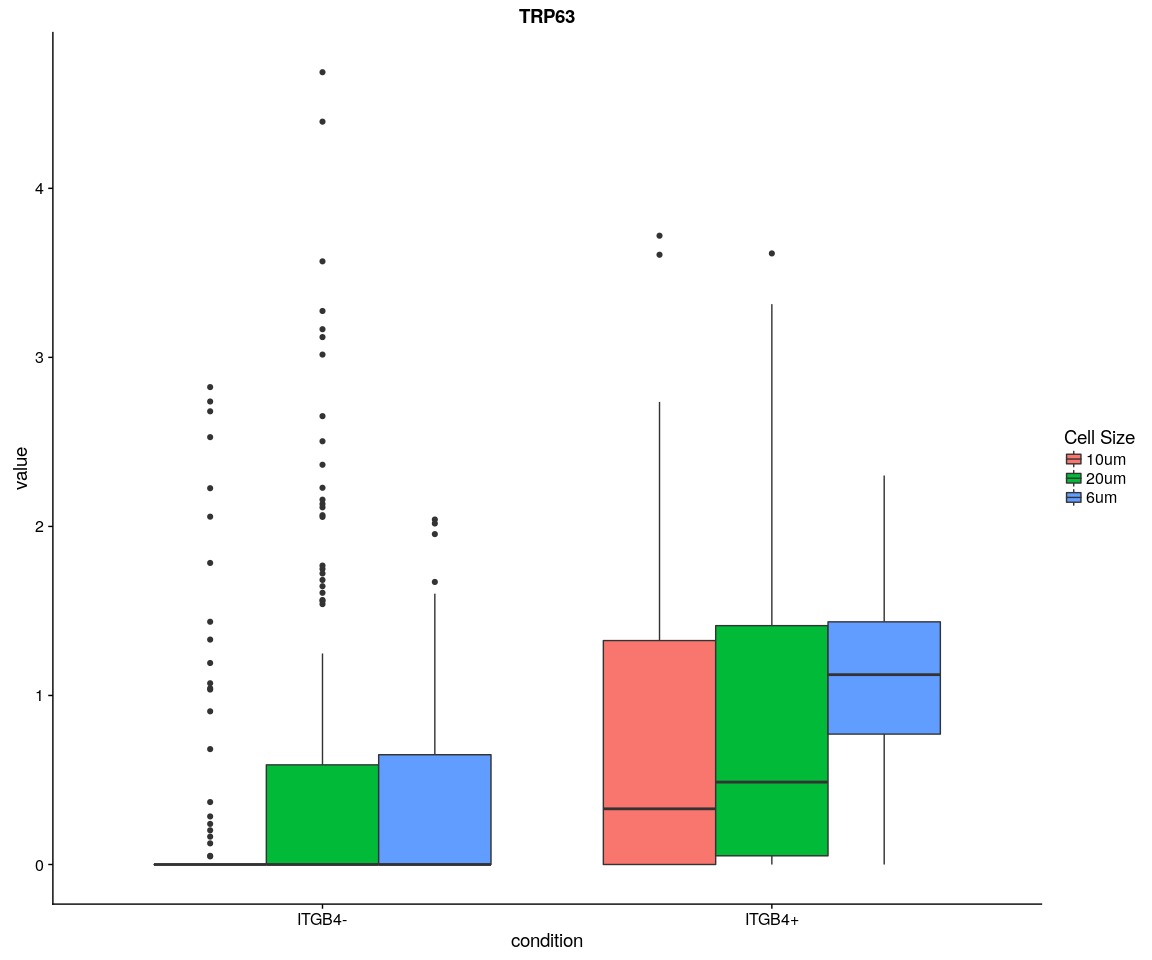 TRP63
value
4
3
2
1
0
ITGB4-
ITGB4+
condition
Cell Size
10um
20um
6um